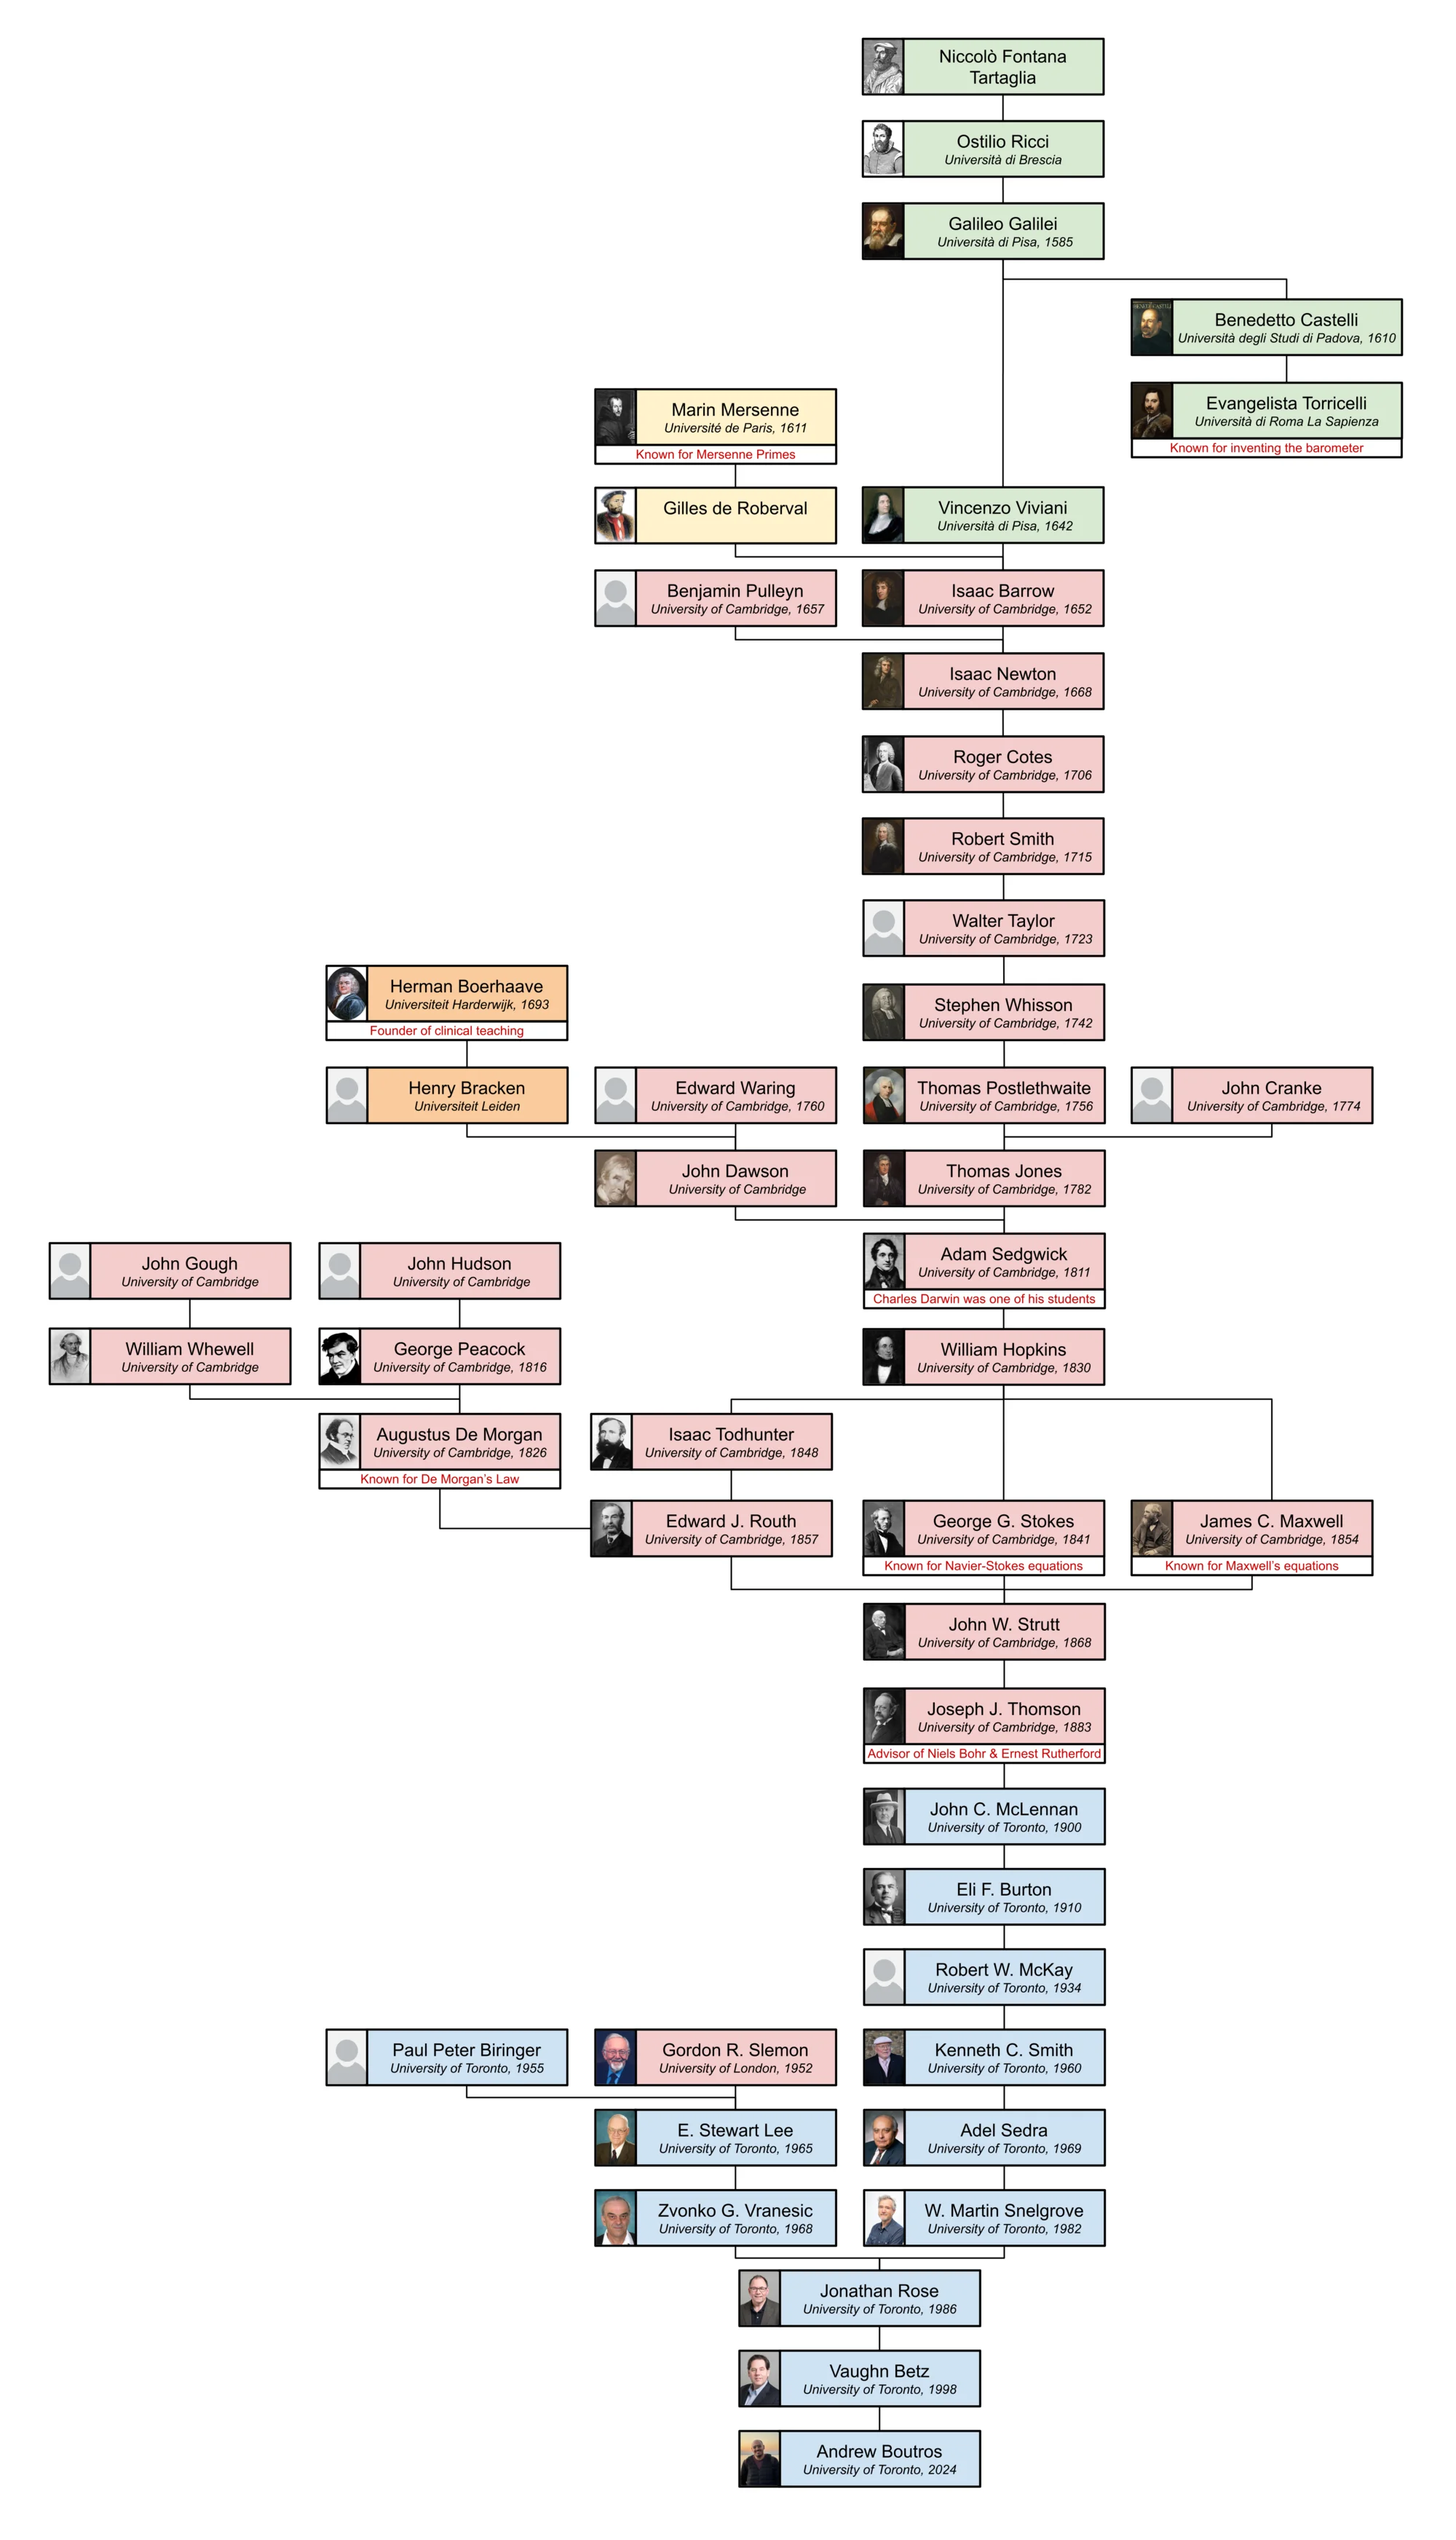 Niccolò Fontana
Tartaglia
Ostilio Ricci
Università di Brescia
Galileo Galilei
Università di Pisa, 1585
Benedetto Castelli
Università degli Studi di Padova, 1610
Marin Mersenne
Université de Paris, 1611
Known for Mersenne Primes
Evangelista Torricelli
Università di Roma La Sapienza
Known for inventing the barometer
Gilles de Roberval
Vincenzo Viviani
Università di Pisa, 1642
Benjamin Pulleyn
University of Cambridge, 1657
Isaac Barrow
University of Cambridge, 1652
Isaac Newton
University of Cambridge, 1668
Roger Cotes
University of Cambridge, 1706
Robert Smith
University of Cambridge, 1715
Walter Taylor
University of Cambridge, 1723
Herman Boerhaave
Universiteit Harderwijk, 1693
Founder of clinical teaching
Stephen Whisson
University of Cambridge, 1742
Henry Bracken
Universiteit Leiden
Edward Waring
University of Cambridge, 1760
Thomas Postlethwaite
University of Cambridge, 1756
John Cranke
University of Cambridge, 1774
John Dawson
University of Cambridge
Thomas Jones
University of Cambridge, 1782
John Gough
University of Cambridge
John Hudson
University of Cambridge
Adam Sedgwick
University of Cambridge, 1811
Charles Darwin was one of his students
William Whewell
University of Cambridge
George Peacock
University of Cambridge, 1816
William Hopkins
University of Cambridge, 1830
Augustus De Morgan
University of Cambridge, 1826
Known for De Morgan's Law
Isaac Todhunter
University of Cambridge, 1848
Edward J. Routh
University of Cambridge, 1857
George G. Stokes
University of Cambridge, 1841
Known for Navier-Stokes equations
James C. Maxwell
University of Cambridge, 1854
Known for Maxwell's equations
John W. Strutt
University of Cambridge, 1868
Joseph J. Thomson
University of Cambridge, 1883
Advisor of Niels Bohr & Ernest Rutherford
John C. McLennan
University of Toronto, 1900
Eli F. Burton
University of Toronto, 1910
Robert W. McKay
University of Toronto, 1934
Paul Peter Biringer
University of Toronto, 1955
Gordon R. Slemon
University of London, 1952
Kenneth C. Smith
University of Toronto, 1960
E. Stewart Lee
University of Toronto, 1965
Adel Sedra
University of Toronto, 1969
Zvonko G. Vranesic
University of Toronto, 1968
W. Martin Snelgrove
University of Toronto, 1982
Jonathan Rose
University of Toronto, 1986
Vaughn Betz
University of Toronto, 1998
Andrew Boutros
University of Toronto, 2024